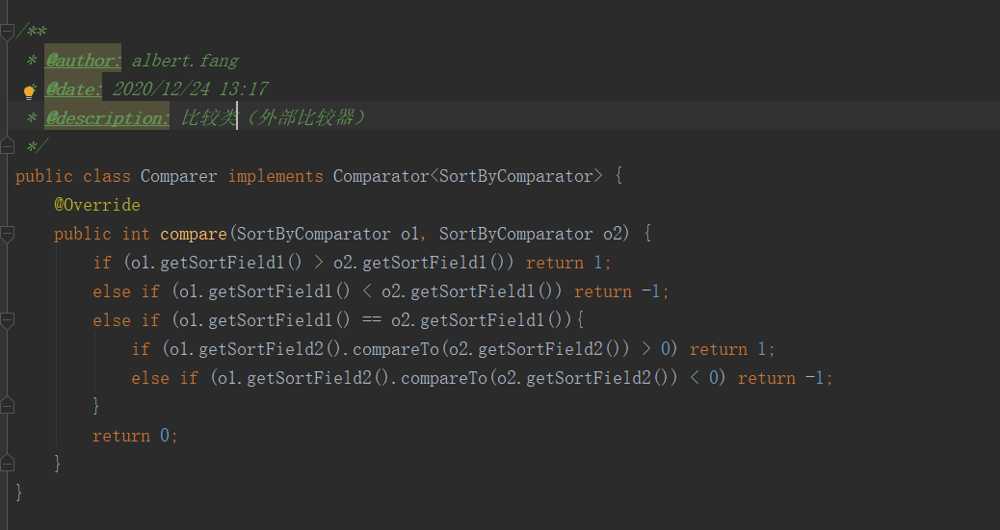 /**
 * @author: albert.fang
 * @date: 2020/12/24 13:17
 * @description: 比较类（外部比较器）
 */
public class Comparer implements Comparator<SortByComparator> {
    @Override
    public int compare(SortByComparator o1, SortByComparator o2) {
        if (o1.getSortField1() > o2.getSortField1()) return 1;
        else if (o1.getSortField1() < o2.getSortField1()) return -1;
        else if (o1.getSortField1() == o2.getSortField1()){
            if (o1.getSortField2().compareTo(o2.getSortField2()) > 0) return 1;
            else if (o1.getSortField2().compareTo(o2.getSortField2()) < 0) return -1;
        }
        return 0;
    }
}